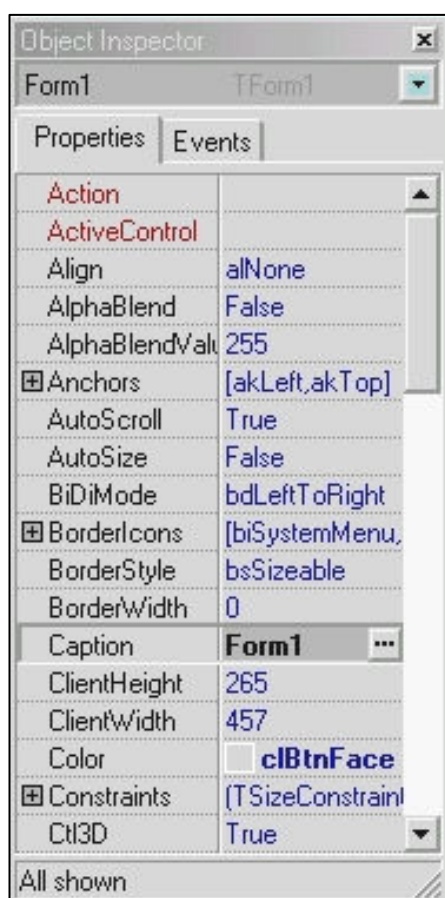 Object Inspector
Form1 TForm1
Properties Events
Action
ActiveControl
Align alNone
AlphaBlend False
AlphaBlendValu 255
Anchors [akLeft,akTop]
AutoScroll True
AutoSize False
BiDiMode bdLeftToRight
BorderIcons [biSystemMenu,
BorderStyle bsSizeable
BorderWidth 0
Caption Form1 ...
ClientHeight 265
ClientWidth 457
Color clBtnFace
Constraints (TSizeConstraint
Ctl3D True
All shown